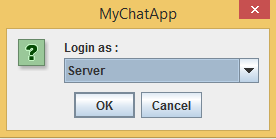 MyChatApp
Login as :
Server
OK
Cancel